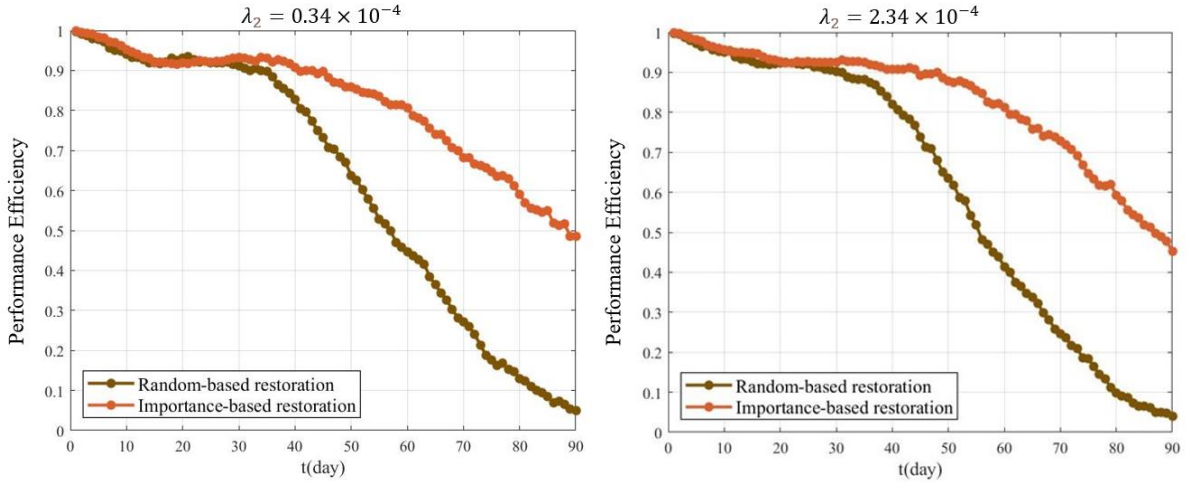 λ₂ = 0.34 × 10⁻⁴
Performance Efficiency
1
0.9
0.8
0.7
0.6
0.5
0.4
0.3
0.2
0.1
0
Random-based restoration
Importance-based restoration
0 10 20 30 40 50 60 70 80 90
t(day)
λ₂ = 2.34 × 10⁻⁴
Performance Efficiency
1
0.9
0.8
0.7
0.6
0.5
0.4
0.3
0.2
0.1
0
Random-based restoration
Importance-based restoration
0 10 20 30 40 50 60 70 80 90
t(day)